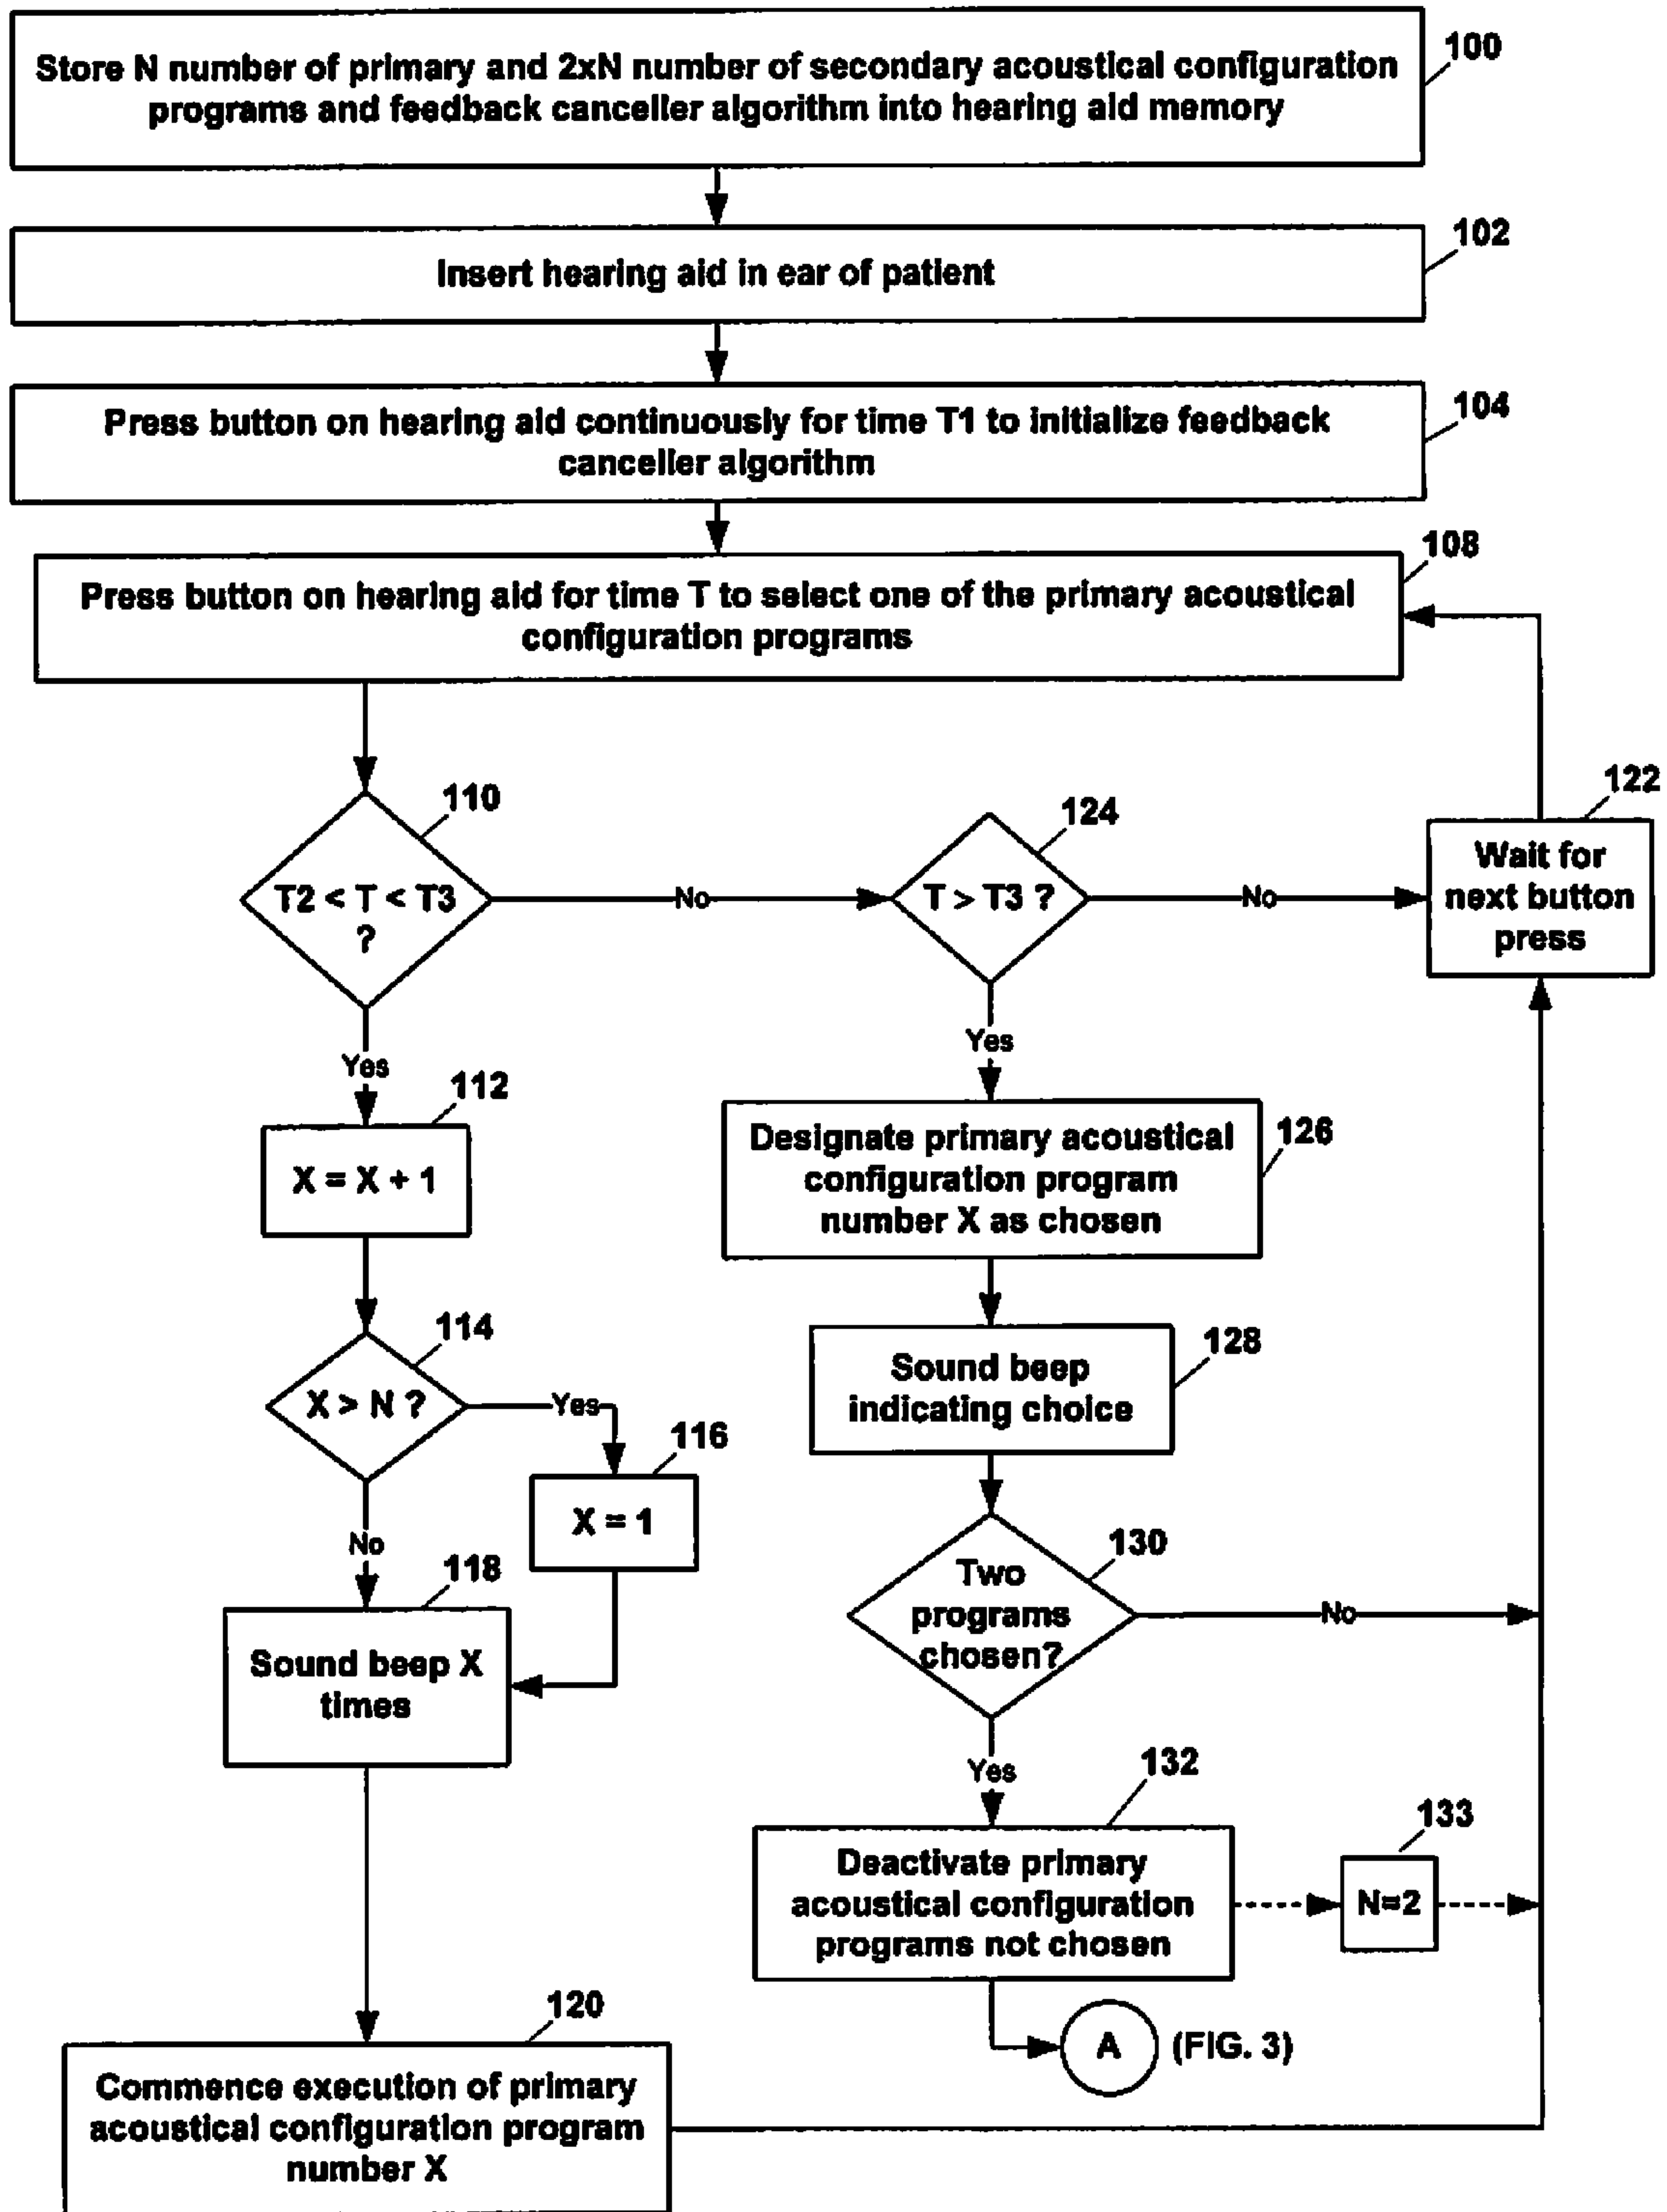 100
Store N number of primary and 2xN number of secondary acoustical configuration
programs and feedback canceller algorithm into hearing aid memory
102
Insert hearing aid in ear of patient
104
Press button on hearing aid continuously for time T1 to initialize feedback
canceller algorithm
108
Press button on hearing aid for time T to select one of the primary acoustical
configuration programs
110
T2 < T < T3
?
No
124
T > T3 ?
No
122
Wait for
next button
press
Yes
112
X = X + 1
114
X > N ?
Yes
116
X = 1
No
118
Sound beep X
times
120
Commence execution of primary
acoustical configuration program
number X
Yes
126
Designate primary acoustical
configuration program
number X as chosen
128
Sound beep
indicating choice
130
Two
programs
chosen?
No
Yes
132
Deactivate primary
acoustical configuration
programs not chosen
133
N=2
A
(FIG. 3)